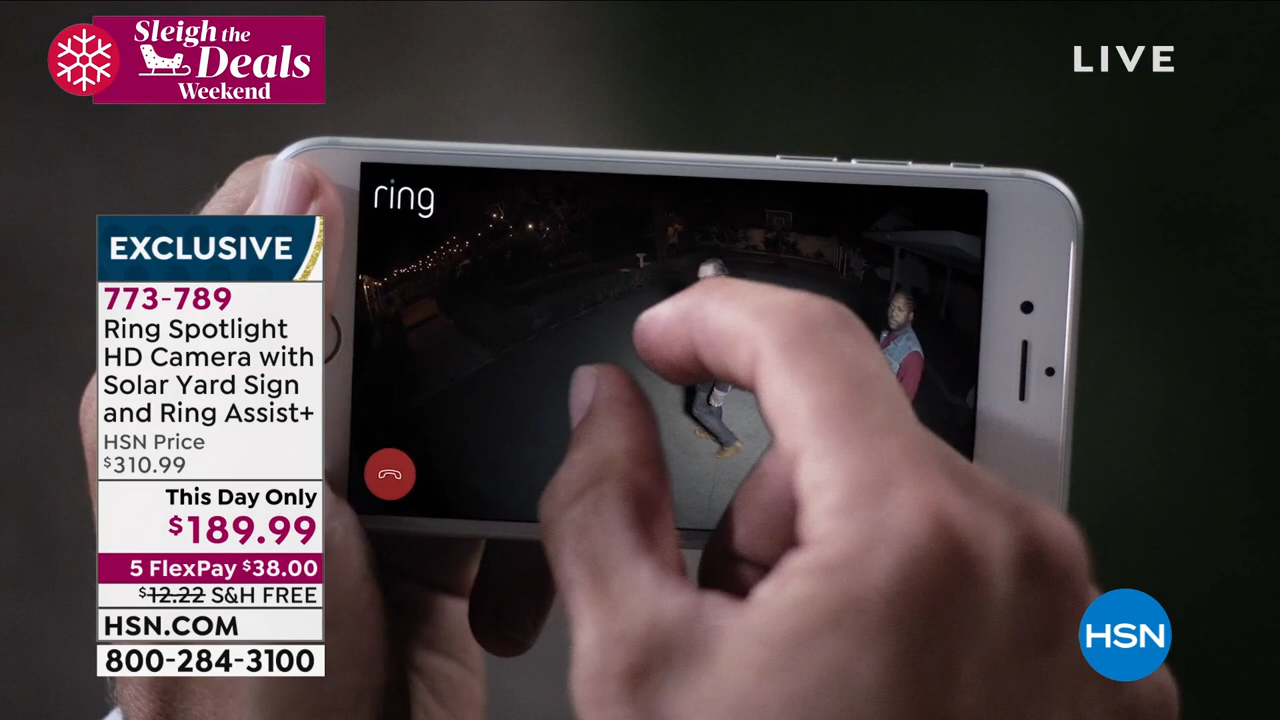 Sleigh the
Deals
Weekend
LIVE
ring
EXCLUSIVE
773-789
Ring Spotlight
HD Camera with
Solar Yard Sign
and Ring Assist+
HSN Price
$310.99
This Day Only
$189.99
5 FlexPay $38.00
$12.22 S&H FREE
HSN.COM
800-284-3100
HSN